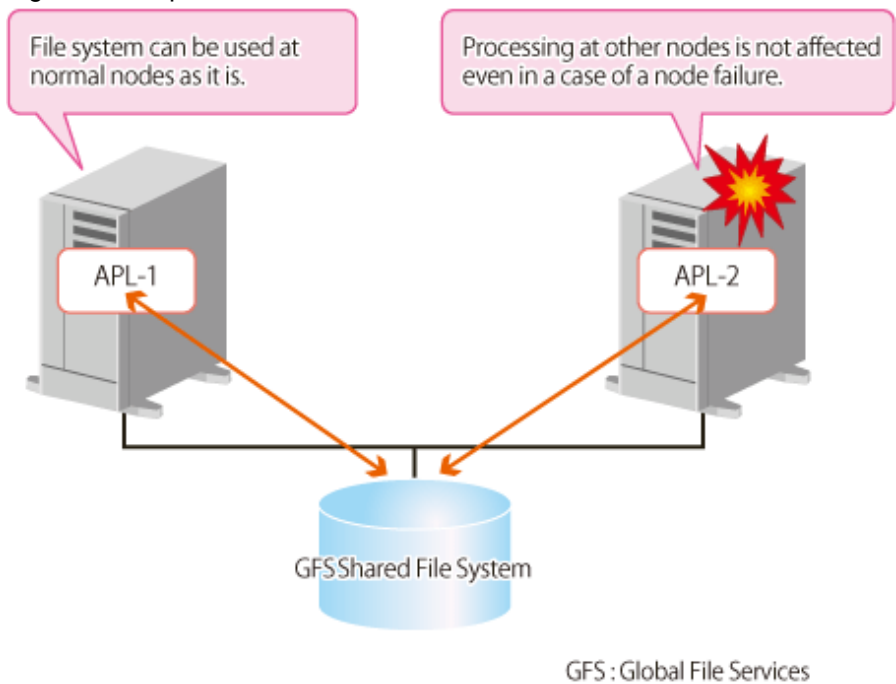 File system can be used at
normal nodes as it is.
Processing at other nodes is not affected
even in a case of a node failure.
APL-1
APL-2
GFS Shared File System
GFS : Global File Services